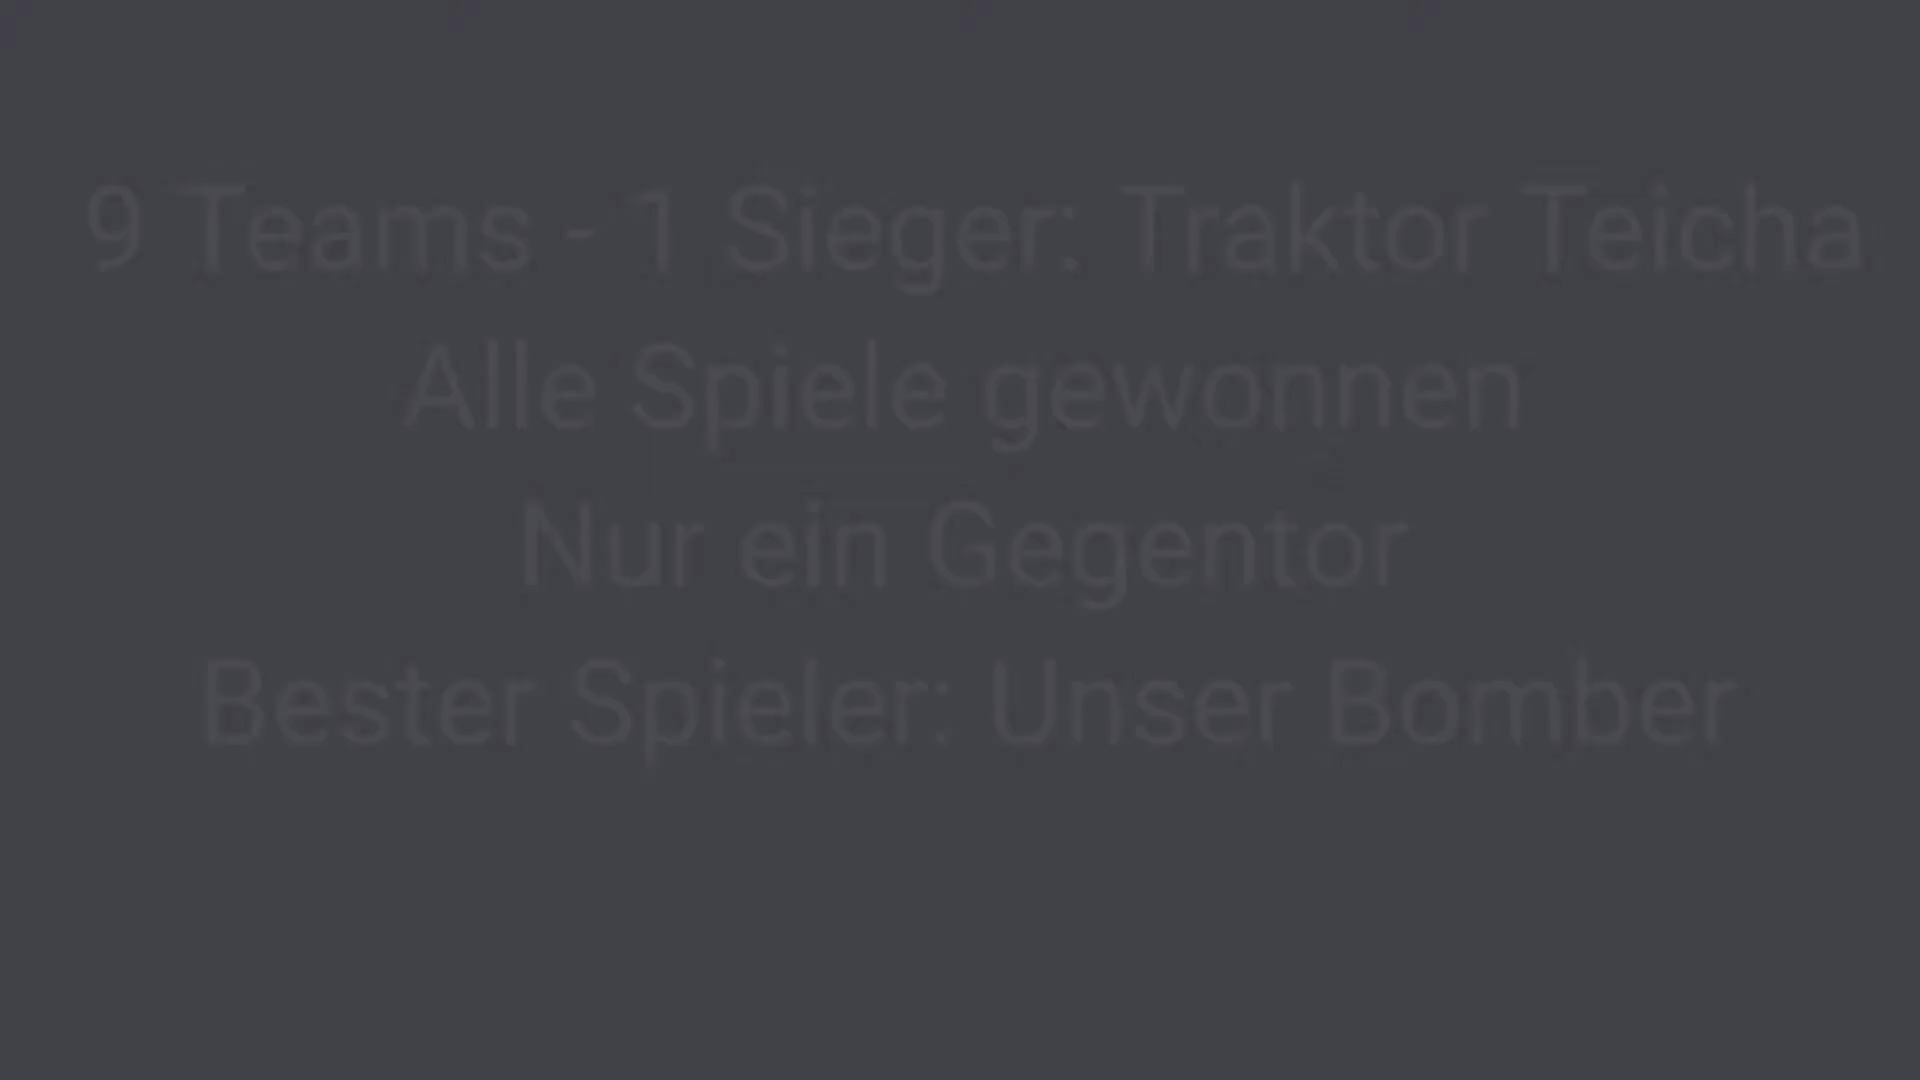 9 Teams - 1 Sieger: Traktor Teicha
Alle Spiele gewonnen
Nur ein Gegentor
Bester Spieler: Unser Bomber